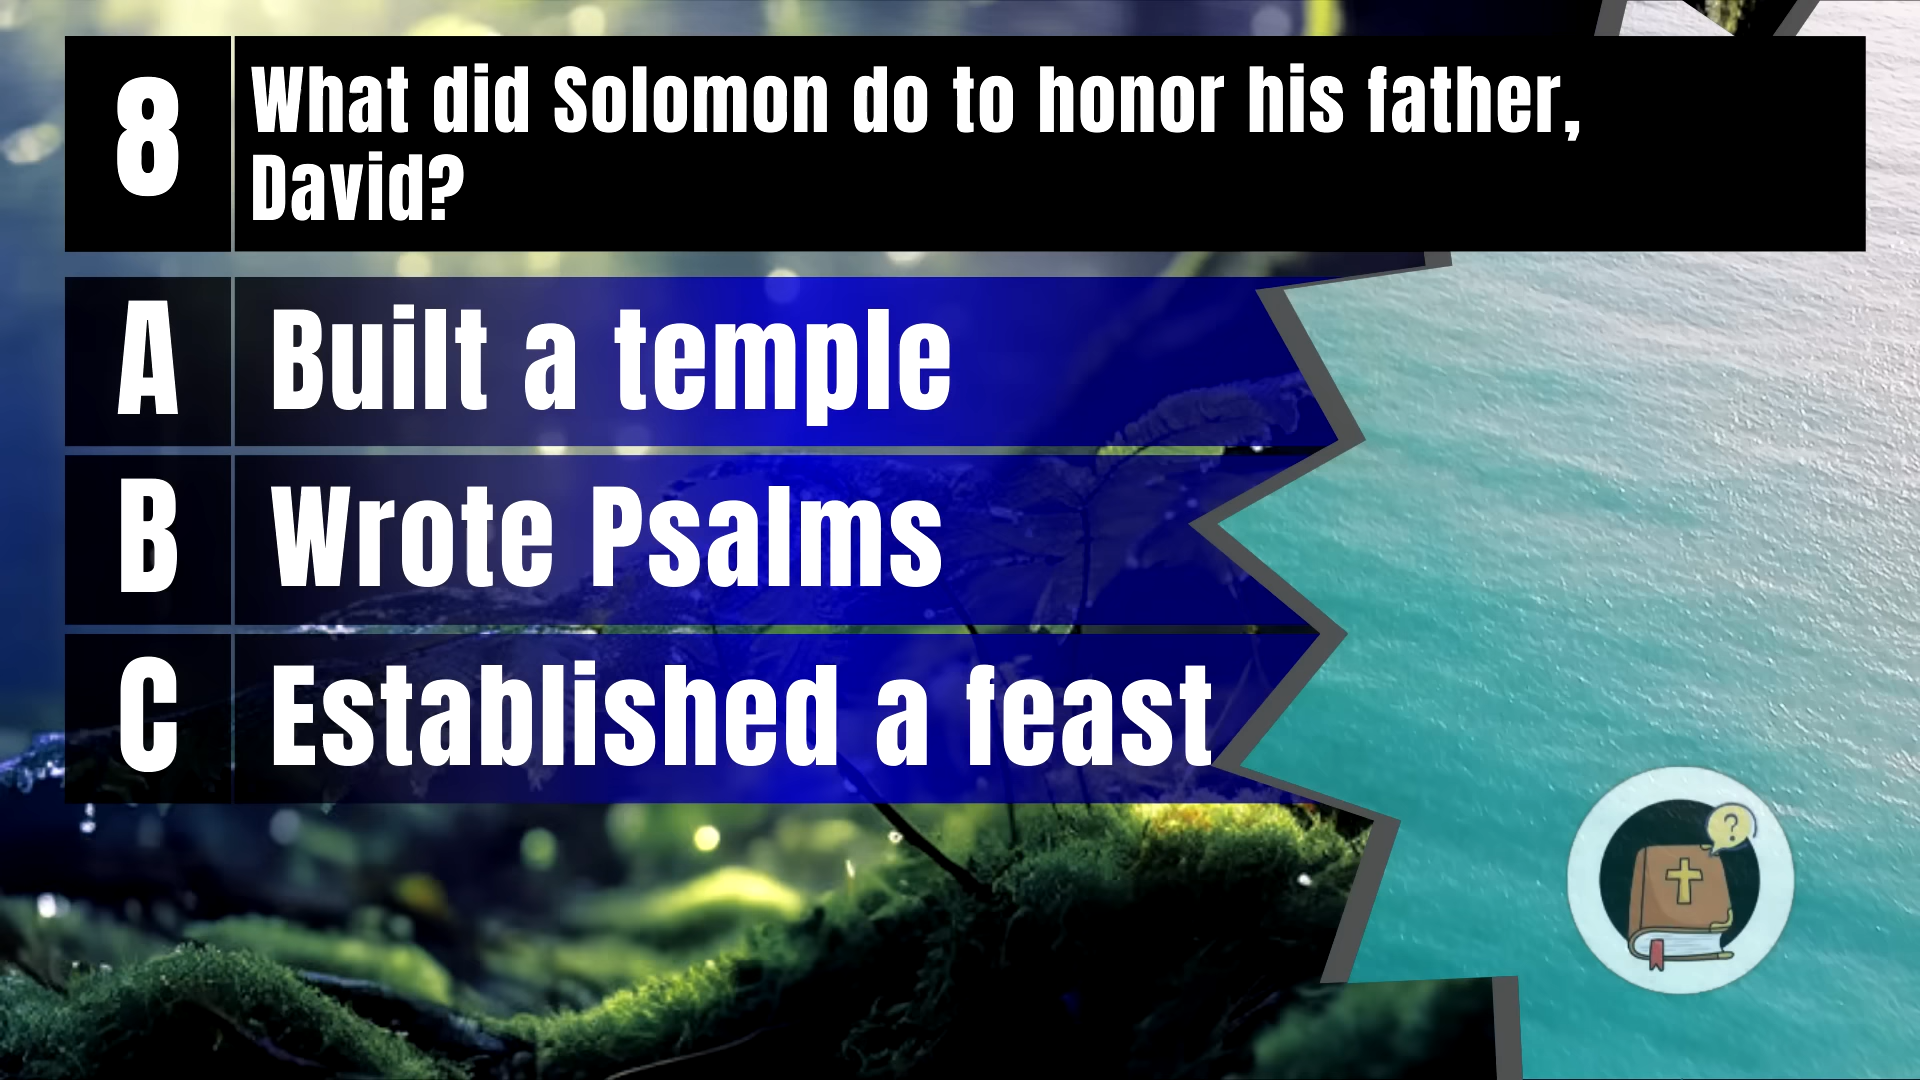 8
What did Solomon do to honor his father,
David?
A
Built a temple
B
Wrote Psalms
C
Established a feast
?